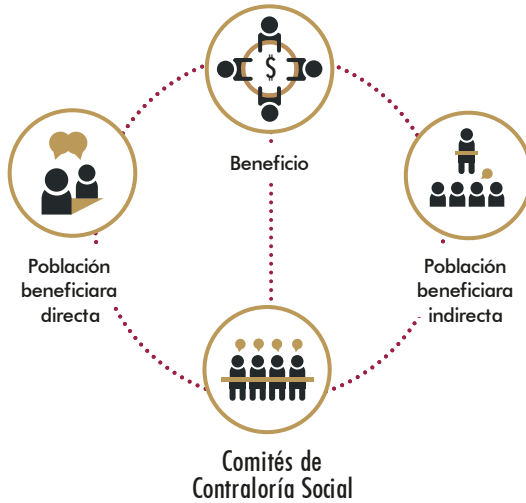 $
Beneficio
Población
beneficiara
directa
Población
beneficiara
indirecta
Comités de
Contraloría Social